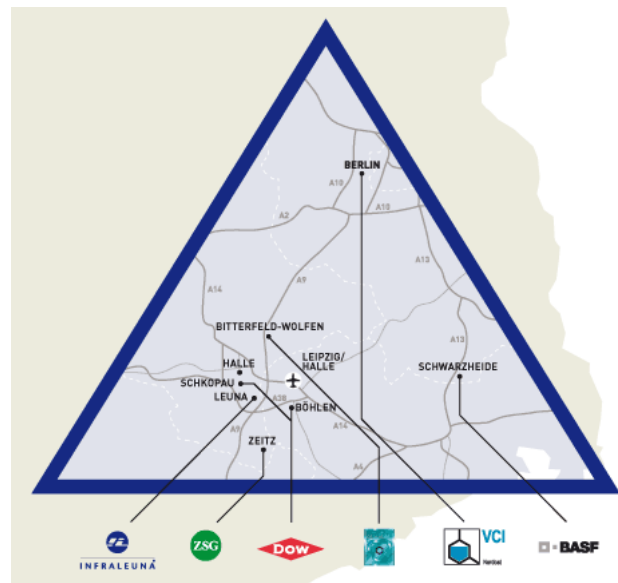 BERLIN
A10
A10
A2
A13
A9
A14
BITTERFELD-WOLFEN
A13
LEIPZIG/
HALLE
HALLE
SCHWARZHEIDE
SCHKOPAU
LEUNA
A38
BÖHLEN
A9
A14
ZEITZ
A4
INFRALEUNA
ZSG
DOW
C
VCI
Nordost
BASF